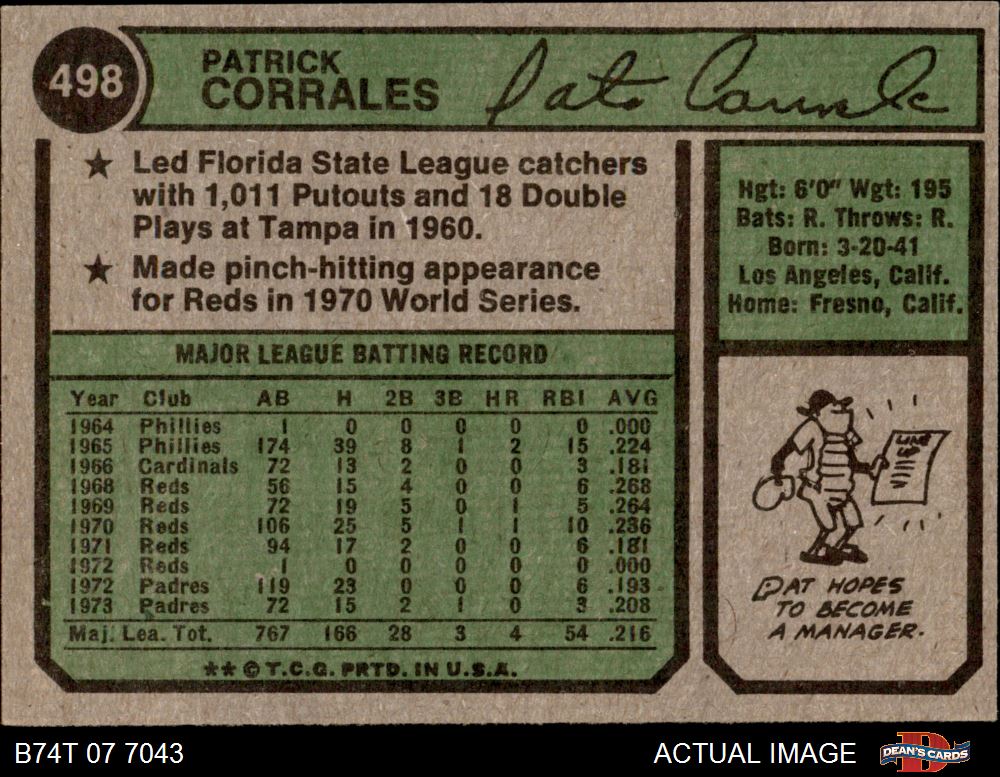 498
PATRICK
CORRALES
Pat Corrales
★ Led Florida State League catchers
with 1,011 Putouts and 18 Double
Plays at Tampa in 1960.
★ Made pinch-hitting appearance
for Reds in 1970 World Series.
Hgt: 6'0" Wgt: 195
Bats: R. Throws: R.
Born: 3-20-41
Los Angeles, Calif.
Home: Fresno, Calif.
MAJOR LEAGUE BATTING RECORD
Year Club AB H 2B 3B HR RBI AVG
1964 Phillies 1 0 0 0 0 0 .000
1965 Phillies 174 39 8 1 2 15 .224
1966 Cardinals 72 13 2 0 0 3 .181
1968 Reds 56 15 4 0 0 6 .268
1969 Reds 72 19 5 0 1 5 .264
1970 Reds 106 25 5 1 1 10 .236
1971 Reds 94 17 2 0 0 6 .181
1972 Reds 1 0 0 0 0 0 .000
1972 Padres 119 23 0 0 0 6 .193
1973 Padres 72 15 2 1 0 3 .208
Maj. Lea. Tot. 767 166 28 3 4 54 .216
** © T.C.G. PRTD. IN U.S.A.
LINE
UP
PAT HOPES
TO BECOME
A MANAGER.
B74T 07 7043
ACTUAL IMAGE
D
DEAN'S CARDS